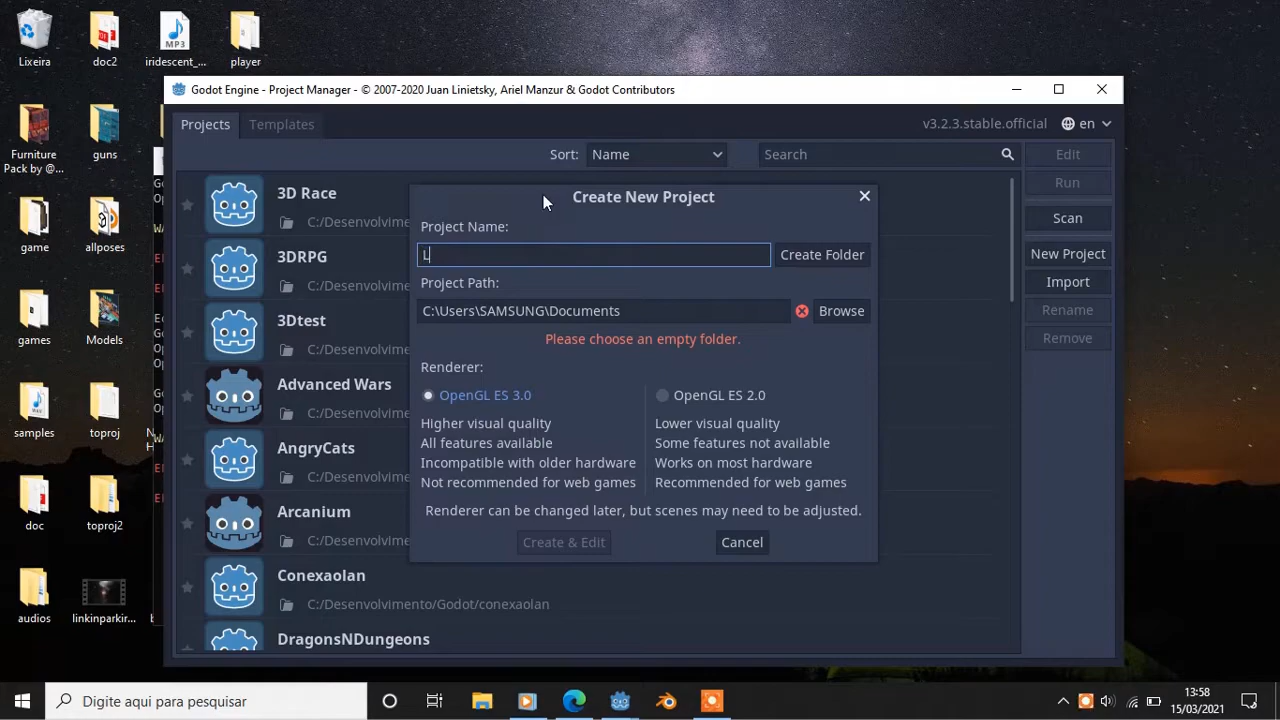 Lixeira
doc2
iridescent_...
player
Furniture
Pack by @...
guns
game
allposes
games
Models
samples
toproj
doc
toproj2
audios
linkinparkir...
Godot Engine - Project Manager - © 2007-2020 Juan Linietsky, Ariel Manzur & Godot Contributors
Projects
Templates
v3.2.3.stable.official
en
Sort:
Name
Search
Edit
Run
Scan
New Project
Import
Rename
Remove
3D Race
C:/Desenvolvime
3DRPG
C:/Desenvolvime
3Dtest
C:/Desenvolvime
Advanced Wars
C:/Desenvolvime
AngryCats
C:/Desenvolvime
Arcanium
C:/Desenvolvime
Conexaolan
C:/Desenvolvimento/Godot/conexaolan
DragonsNDungeons
Create New Project
Project Name:
L
Create Folder
Project Path:
C:\Users\SAMSUNG\Documents
Browse
Please choose an empty folder.
Renderer:
OpenGL ES 3.0
Higher visual quality
All features available
Incompatible with older hardware
Not recommended for web games
OpenGL ES 2.0
Lower visual quality
Some features not available
Works on most hardware
Recommended for web games
Renderer can be changed later, but scenes may need to be adjusted.
Create & Edit
Cancel
Digite aqui para pesquisar
13:58
15/03/2021